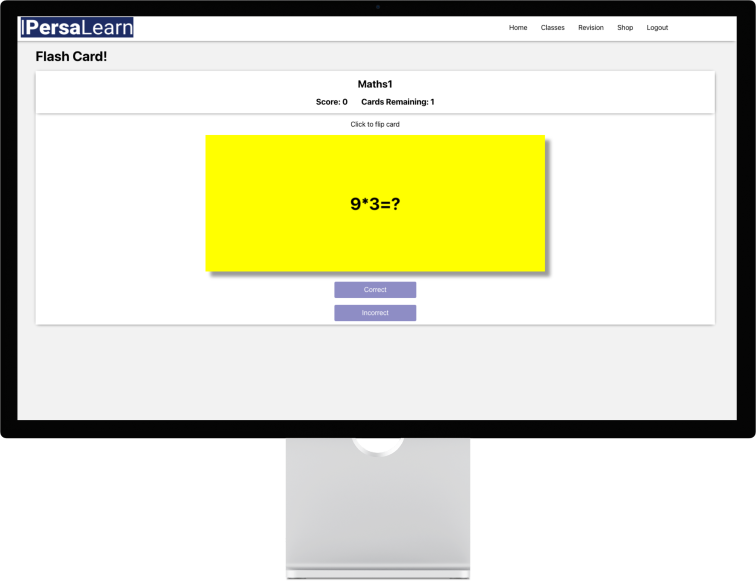 PersaLearn
Home Classes Revision Shop Logout
Flash Card!
Maths1
Score: 0 Cards Remaining: 1
Click to flip card
9*3=?
Correct
Incorrect